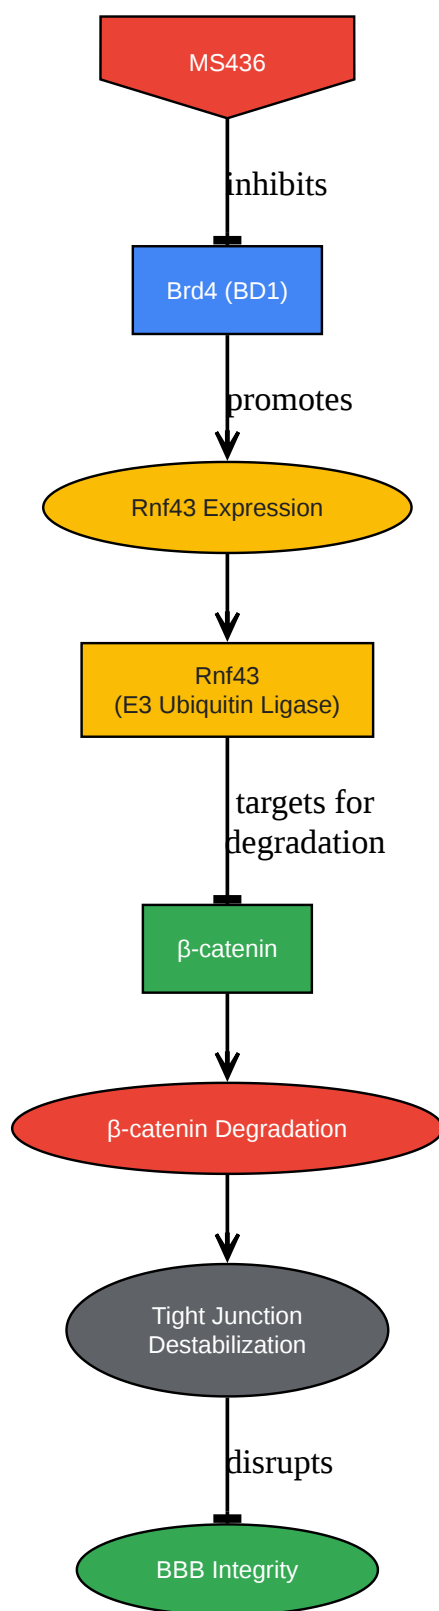 MS436
inhibits
Brd4 (BD1)
promotes
Rnf43 Expression
Rnf43
(E3 Ubiquitin Ligase)
targets for
degradation
β-catenin
β-catenin Degradation
Tight Junction
Destabilization
disrupts
BBB Integrity